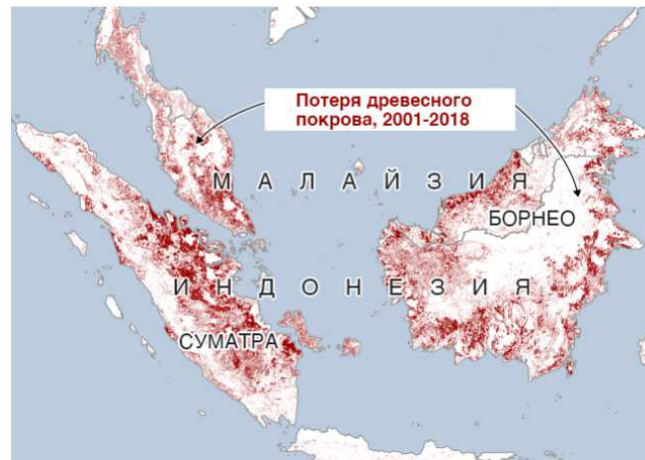 Потеря древесного
покрова, 2001-2018
МАЛАЙЗИЯ
БОРНЕО
ИНДОНЕЗИЯ
СУМАТРА